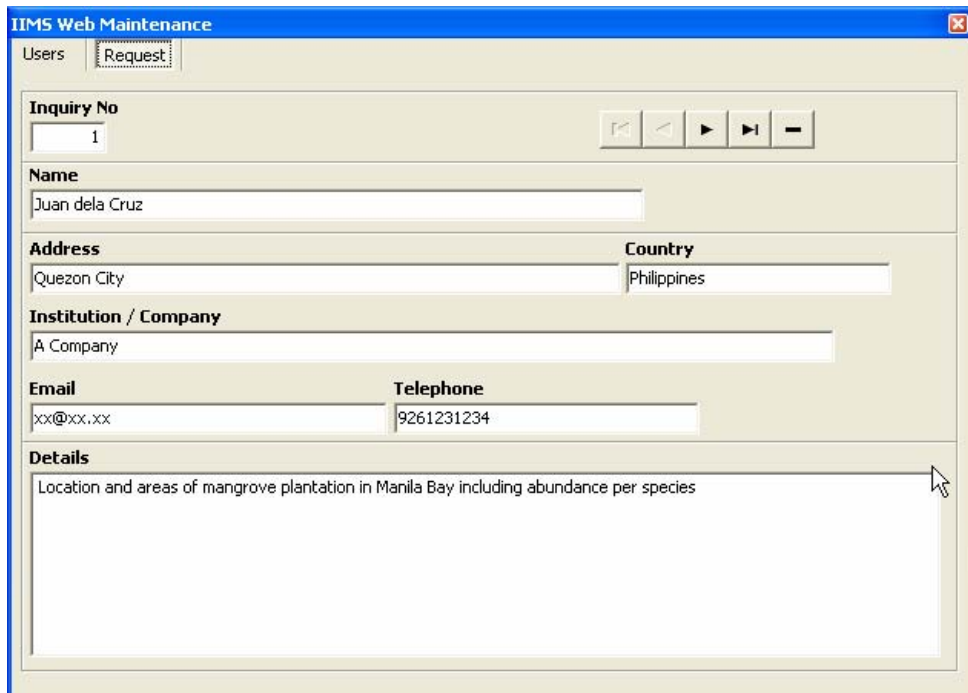 IIMS Web Maintenance
Users Request
Inquiry No
1
Name
Juan dela Cruz
Address Country
Quezon City Philippines
Institution / Company
A Company
Email Telephone
xx@xx.xx 9261231234
Details
Location and areas of mangrove plantation in Manila Bay including abundance per species